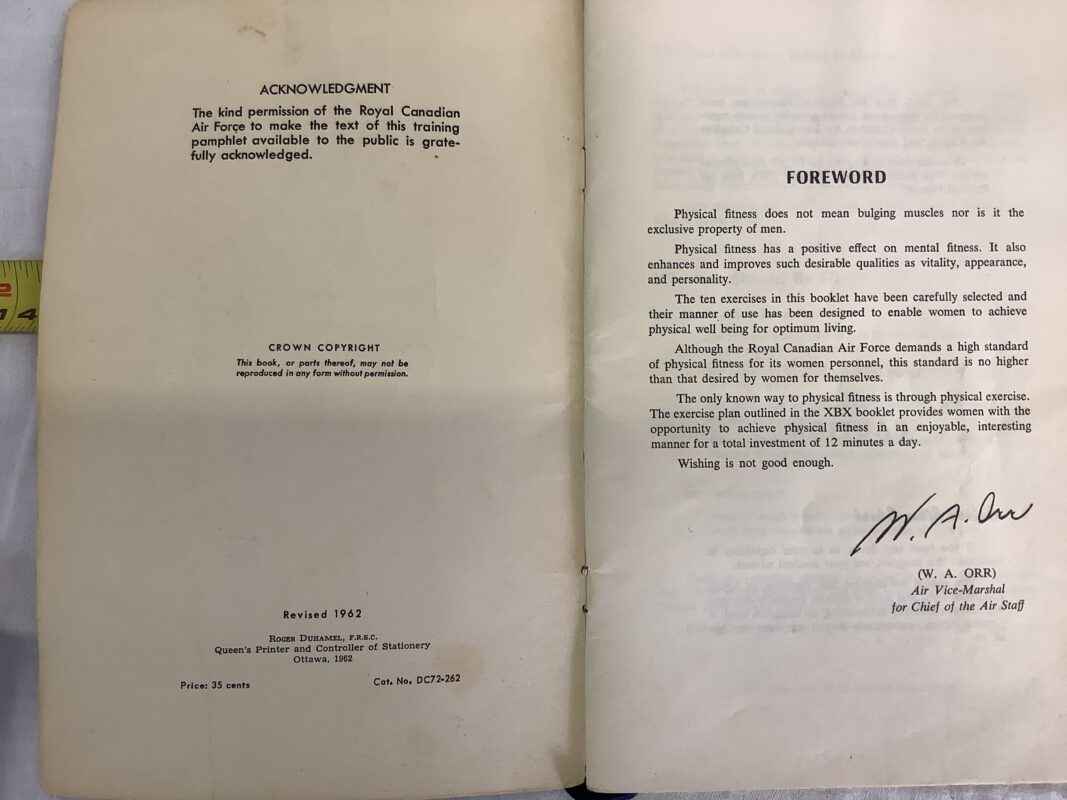 ACKNOWLEDGMENT
The kind permission of the Royal Canadian
Air Force to make the text of this training
pamphlet available to the public is grate-
fully acknowledged.
CROWN COPYRIGHT
This book, or parts thereof, may not be
reproduced in any form without permission.
Revised 1962
ROGER DUHAMEL, F.R.S.C.
Queen's Printer and Controller of Stationery
Ottawa, 1962
Price: 35 cents
Cat. No. DC72-262
FOREWORD
Physical fitness does not mean bulging muscles nor is it the
exclusive property of men.
Physical fitness has a positive effect on mental fitness. It also
enhances and improves such desirable qualities as vitality, appearance,
and personality.
The ten exercises in this booklet have been carefully selected and
their manner of use has been designed to enable women to achieve
physical well being for optimum living.
Although the Royal Canadian Air Force demands a high standard
of physical fitness for its women personnel, this standard is no higher
than that desired by women for themselves.
The only known way to physical fitness is through physical exercise.
The exercise plan outlined in the XBX booklet provides women with the
opportunity to achieve physical fitness in an enjoyable, interesting
manner for a total investment of 12 minutes a day.
Wishing is not good enough.
W. A. Orr
(W. A. ORR)
Air Vice-Marshal
for Chief of the Air Staff